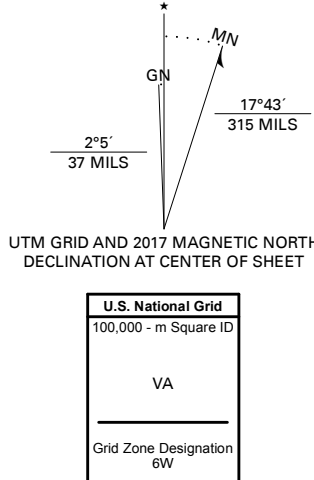 ★
MN
GN
17°43´
315 MILS
2°5´
37 MILS
UTM GRID AND 2017 MAGNETIC NORTH
DECLINATION AT CENTER OF SHEET
U.S. National Grid
100,000 - m Square ID
VA
Grid Zone Designation
6W